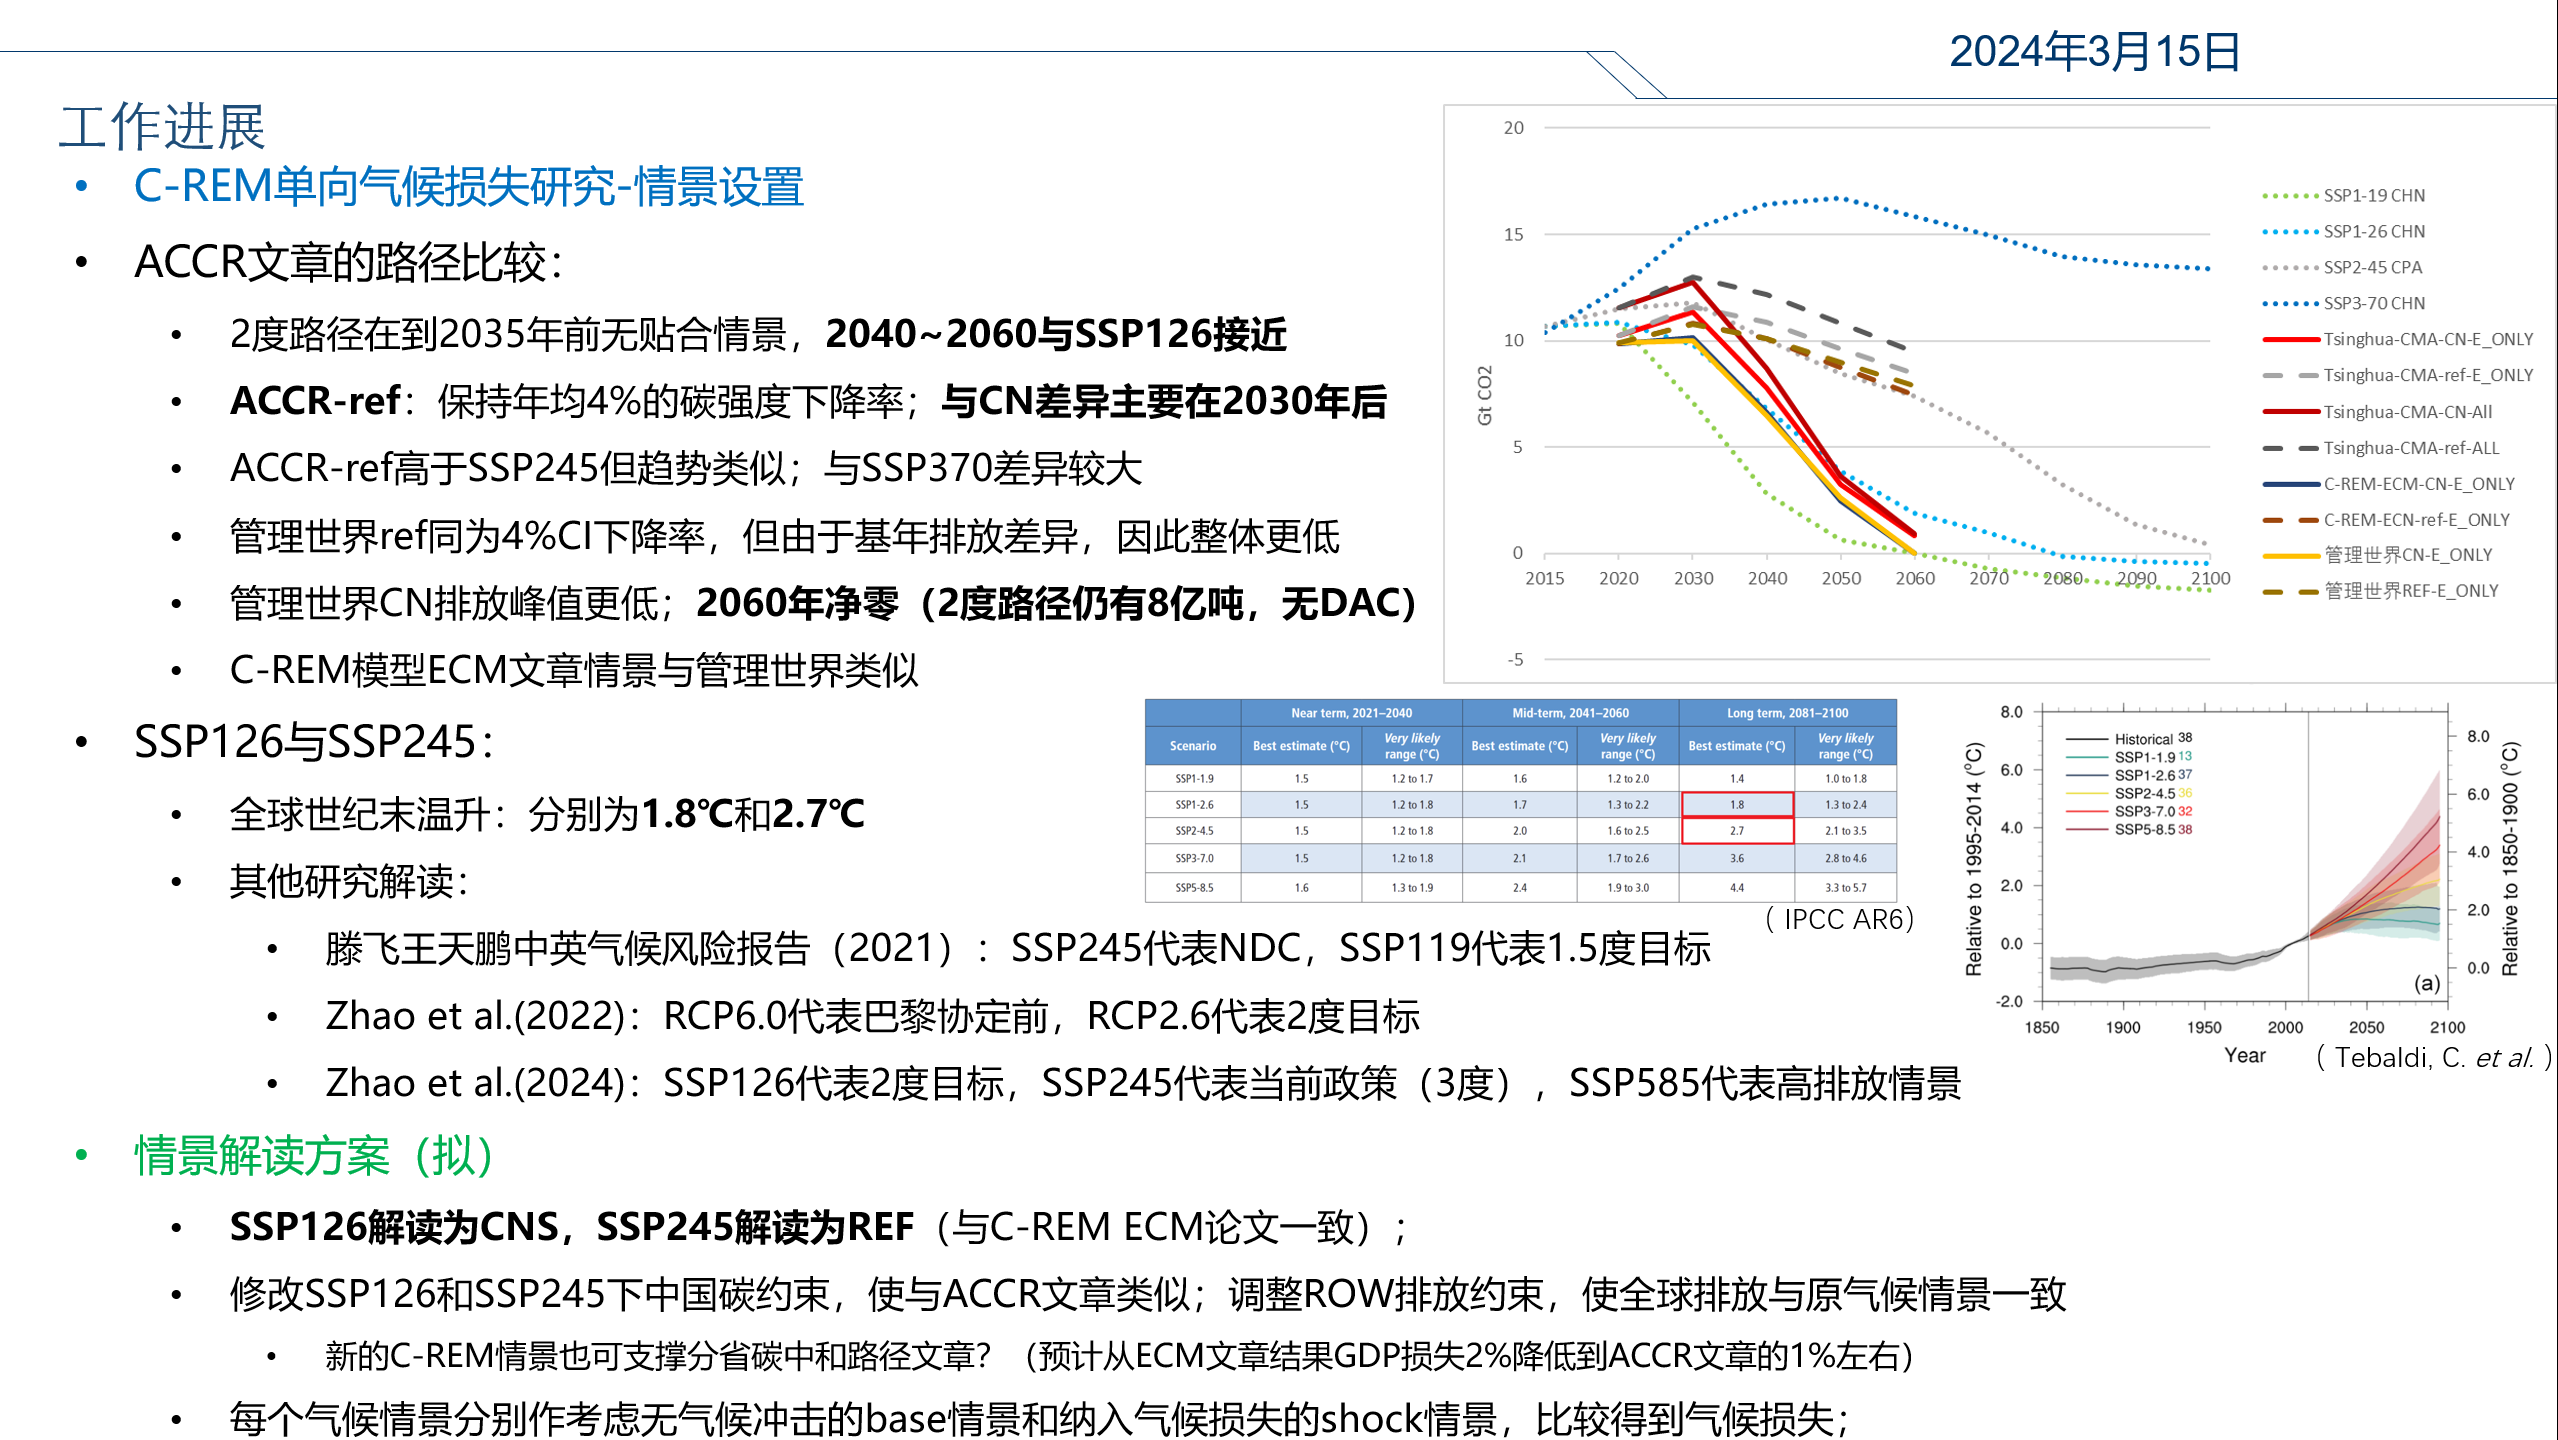 2024年3月15日
工作进展
• C-REM单向气候损失研究-情景设置
• ACCR文章的路径比较：
• 2度路径在到2035年前无贴合情景，2040~2060与SSP126接近
• ACCR-ref：保持年均4%的碳强度下降率；与CN差异主要在2030年后
• ACCR-ref高于SSP245但趋势类似；与SSP370差异较大
• 管理世界ref同为4%CI下降率，但由于基年排放差异，因此整体更低
• 管理世界CN排放峰值更低；2060年净零（2度路径仍有8亿吨，无DAC）
• C-REM模型ECM文章情景与管理世界类似
20
15
10
5
0
-5
Gt CO2
2015 2020 2030 2040 2050 2060 2070 2080 2090 2100
SSP1-19 CHN
SSP1-26 CHN
SSP2-45 CPA
SSP3-70 CHN
Tsinghua-CMA-CN-E_ONLY
Tsinghua-CMA-ref-E_ONLY
Tsinghua-CMA-CN-All
Tsinghua-CMA-ref-ALL
C-REM-ECM-CN-E_ONLY
C-REM-ECN-ref-E_ONLY
管理世界CN-E_ONLY
管理世界REF-E_ONLY
• SSP126与SSP245：
• 全球世纪末温升：分别为1.8℃和2.7℃
• 其他研究解读：
Near term, 2021–2040 Mid-term, 2041–2060 Long term, 2081–2100
Scenario Best estimate (°C) Very likely range (°C) Best estimate (°C) Very likely range (°C) Best estimate (°C) Very likely range (°C)
SSP1-1.9 1.5 1.2 to 1.7 1.6 1.2 to 2.0 1.4 1.0 to 1.8
SSP1-2.6 1.5 1.2 to 1.8 1.7 1.3 to 2.2 1.8 1.3 to 2.4
SSP2-4.5 1.5 1.2 to 1.8 2.0 1.6 to 2.5 2.7 2.1 to 3.5
SSP3-7.0 1.5 1.2 to 1.8 2.1 1.7 to 2.6 3.6 2.8 to 4.6
SSP5-8.5 1.6 1.3 to 1.9 2.4 1.9 to 3.0 4.4 3.3 to 5.7
（ IPCC AR6）
Relative to 1995-2014 (°C)
8.0
6.0
4.0
2.0
0.0
-2.0
Historical 38
SSP1-1.9 13
SSP1-2.6 37
SSP2-4.5 36
SSP3-7.0 32
SSP5-8.5 38
(a)
8.0
6.0
4.0
2.0
0.0
Relative to 1850-1900 (°C)
1850 1900 1950 2000 2050 2100
Year
（ Tebaldi, C. et al. ）
• 滕飞王天鹏中英气候风险报告（2021）：SSP245代表NDC，SSP119代表1.5度目标
• Zhao et al.(2022)：RCP6.0代表巴黎协定前，RCP2.6代表2度目标
• Zhao et al.(2024)：SSP126代表2度目标，SSP245代表当前政策（3度），SSP585代表高排放情景
• 情景解读方案（拟）
• SSP126解读为CNS，SSP245解读为REF（与C-REM ECM论文一致）；
• 修改SSP126和SSP245下中国碳约束，使与ACCR文章类似；调整ROW排放约束，使全球排放与原气候情景一致
• 新的C-REM情景也可支撑分省碳中和路径文章？（预计从ECM文章结果GDP损失2%降低到ACCR文章的1%左右）
• 每个气候情景分别作考虑无气候冲击的base情景和纳入气候损失的shock情景，比较得到气候损失；